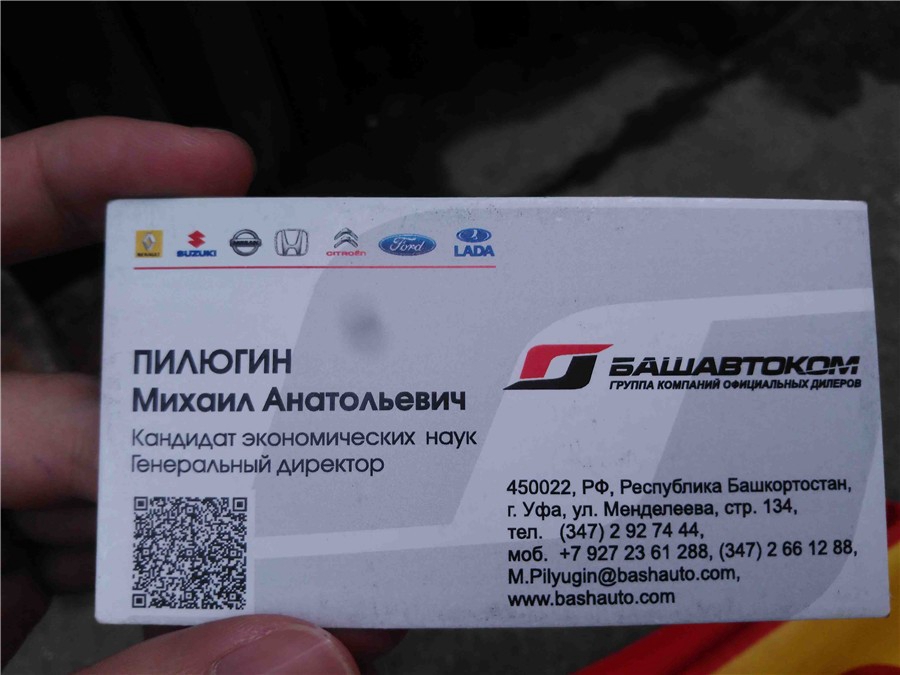 RENAULT
SUZUKI
NISSAN
CITROËN
Ford
LADA
ПИЛЮГИН
Михаил Анатольевич
Кандидат экономических наук
Генеральный директор
БАШАВТОКОМ
ГРУППА КОМПАНИЙ ОФИЦИАЛЬНЫХ ДИЛЕРОВ
450022, РФ, Республика Башкортостан,
г. Уфа, ул. Менделеева, стр. 134,
тел. (347) 2 92 74 44,
моб. +7 927 23 61 288, (347) 2 66 12 88,
M.Pilyugin@bashauto.com,
www.bashauto.com